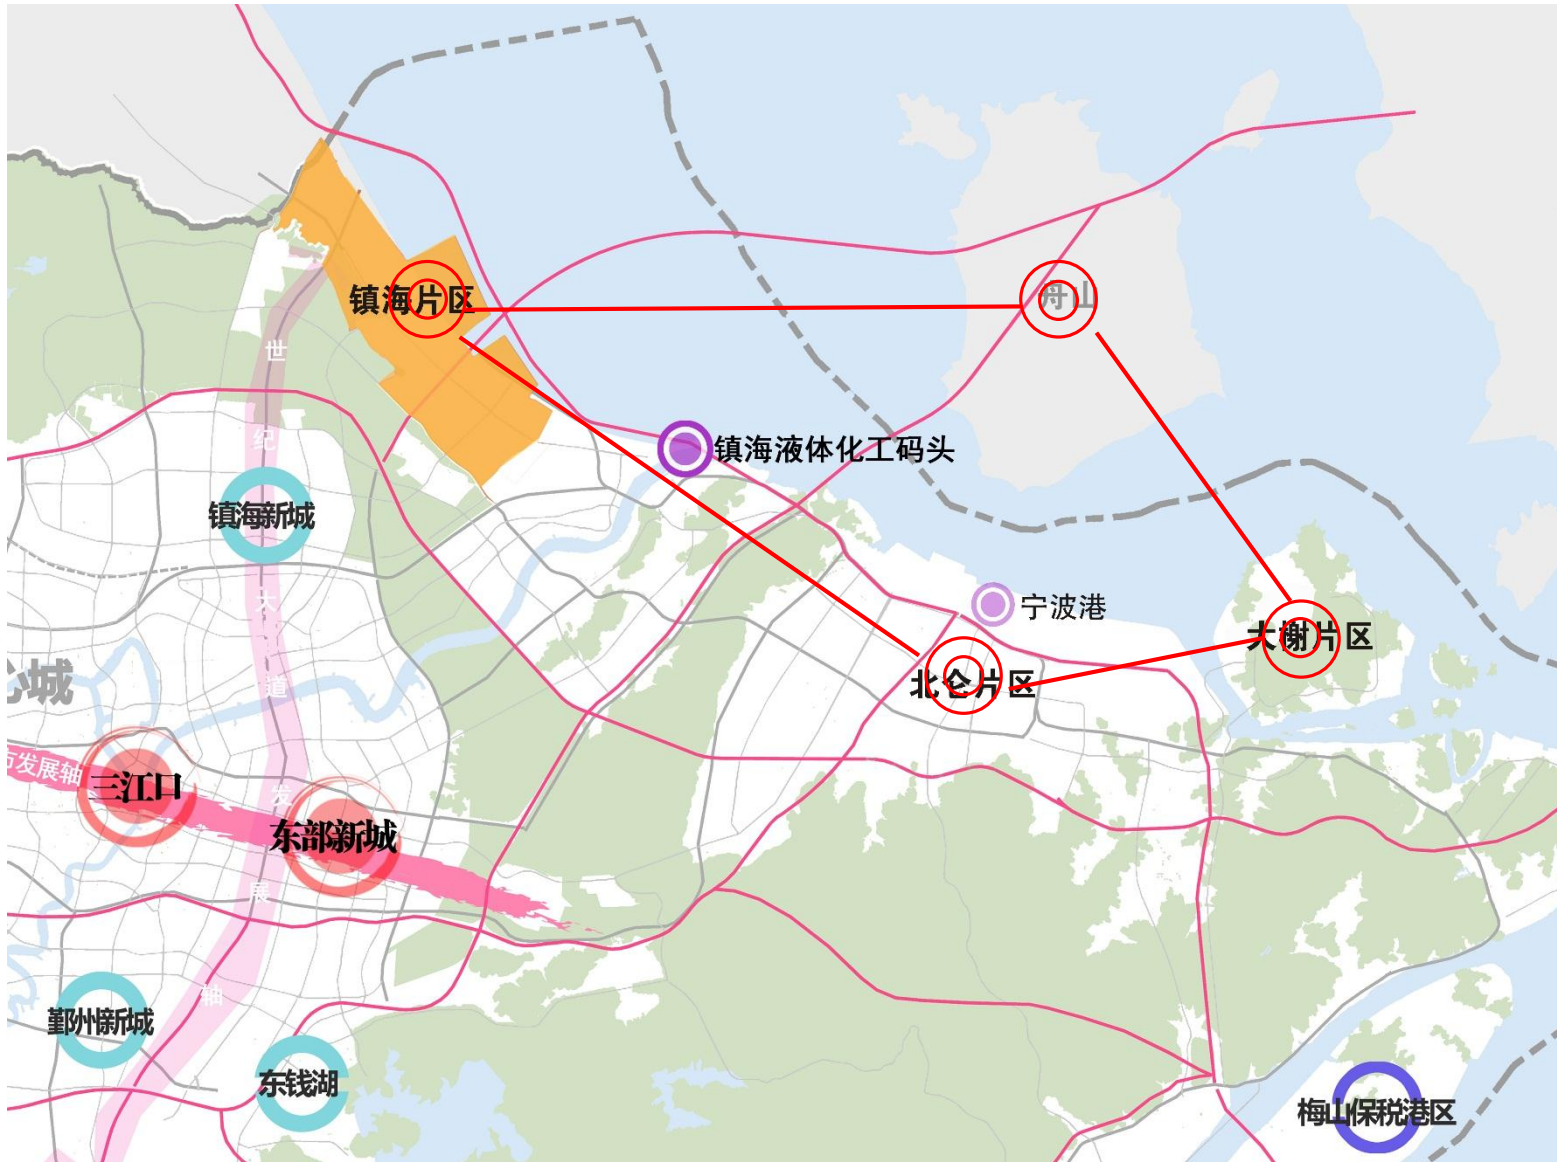 镇海片区
舟山
世
纪
大
道
发
展
轴
镇海液体化工码头
镇海新城
宁波港
大榭片区
北仑片区
心城
方发展轴
三江口
东部新城
鄞州新城
东钱湖
梅山保税港区